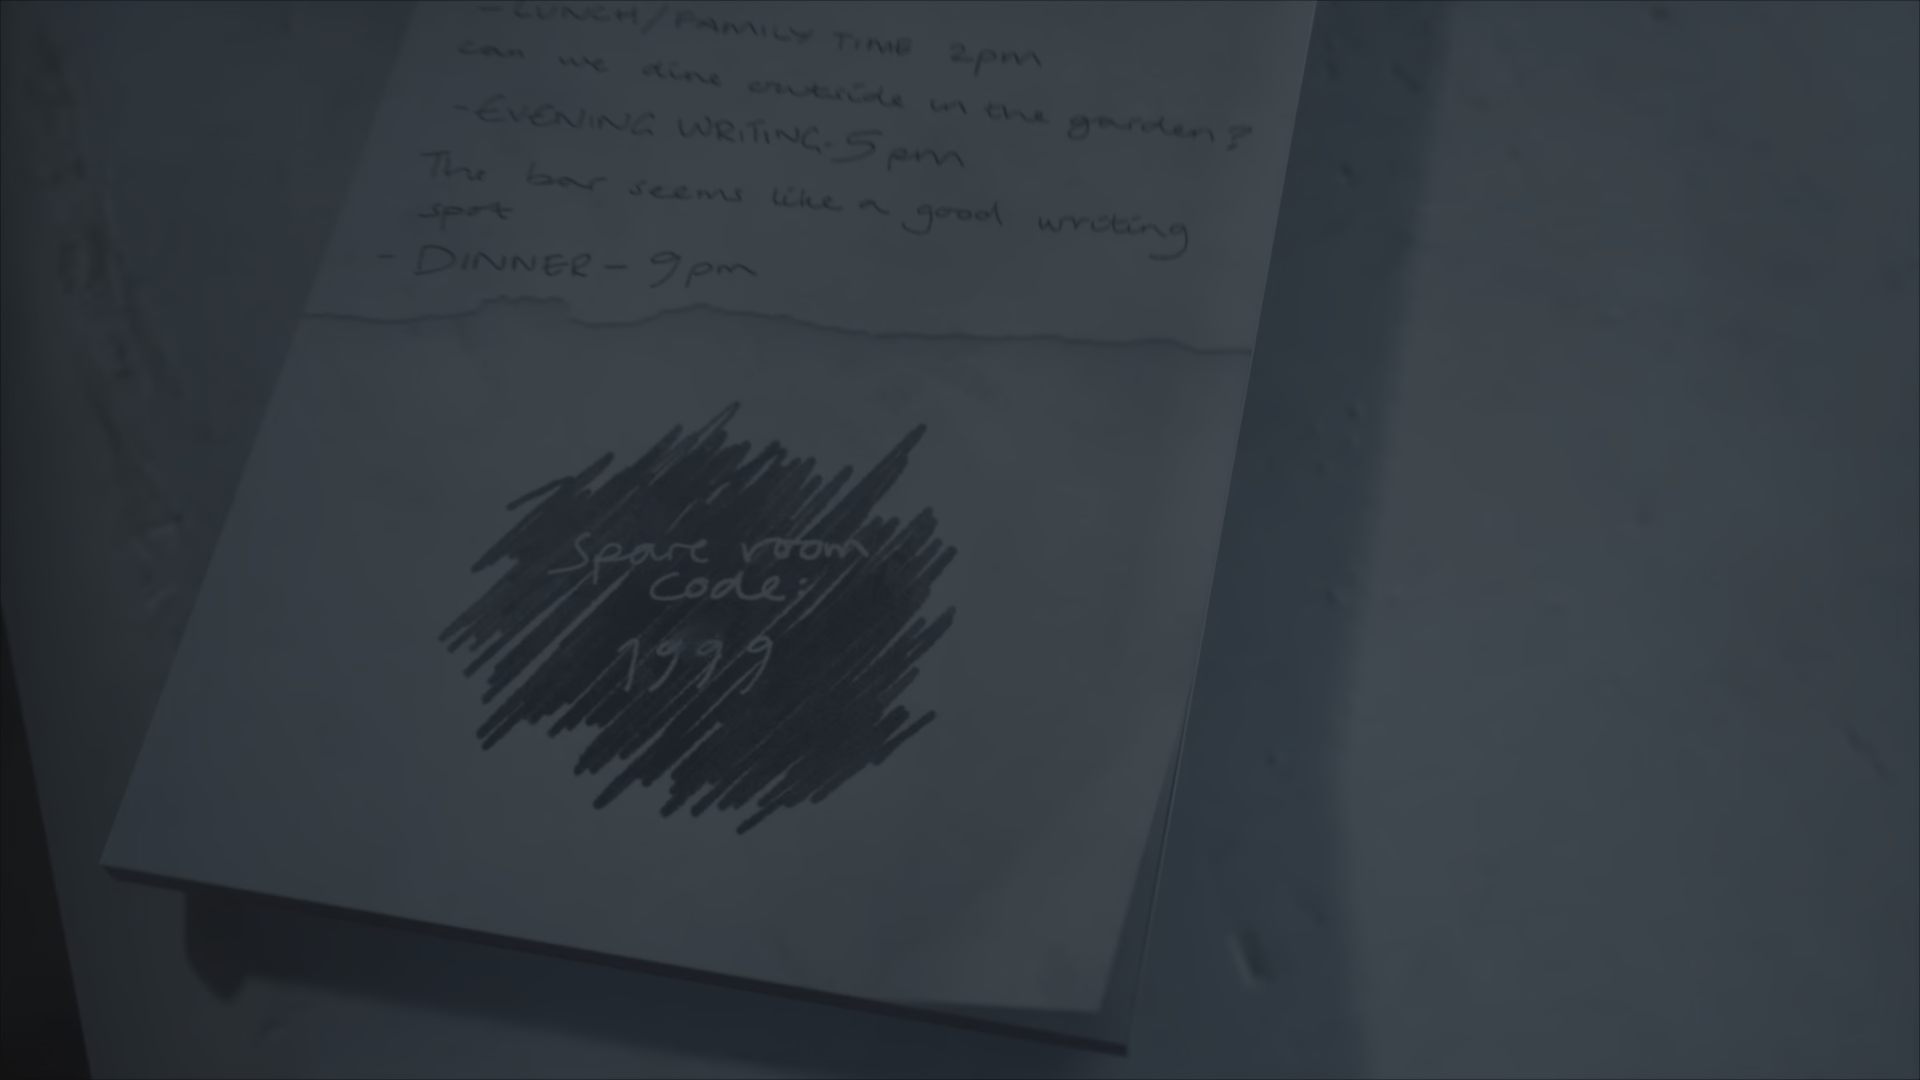 - LUNCH/FAMILY TIME 2pm
can we dine outside in the garden?
- EVENING WRITING. 5pm
The bar seems like a good writing
spot
- DINNER - 9pm
Spare room
code:
1999